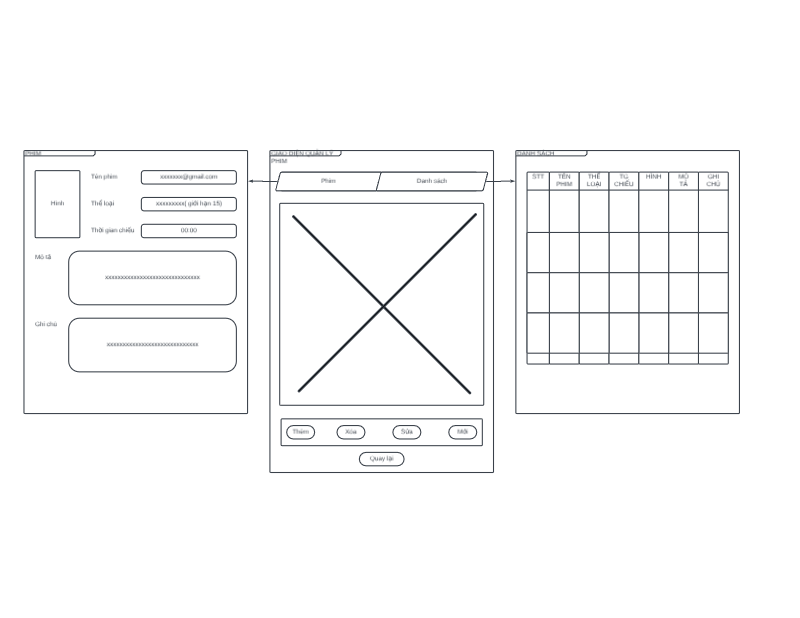 PHIM
Hình
Tên phim
xxxxxxx@gmail.com
Thể loại
xxxxxxxxx( giới hạn 15)
Thời gian chiếu
00:00
Mô tả
xxxxxxxxxxxxxxxxxxxxxxxxxxxxx
Ghi chú
xxxxxxxxxxxxxxxxxxxxxxxxxxxx
GIAO DIỆN QUẢN LÝ
PHIM
Phim
Danh sách
Thêm
Xóa
Sửa
Mới
Quay lại
DANH SÁCH
STT
TÊN
PHIM
THỂ
LOẠI
TG
CHIẾU
HÌNH
MÔ
TẢ
GHI
CHÚ